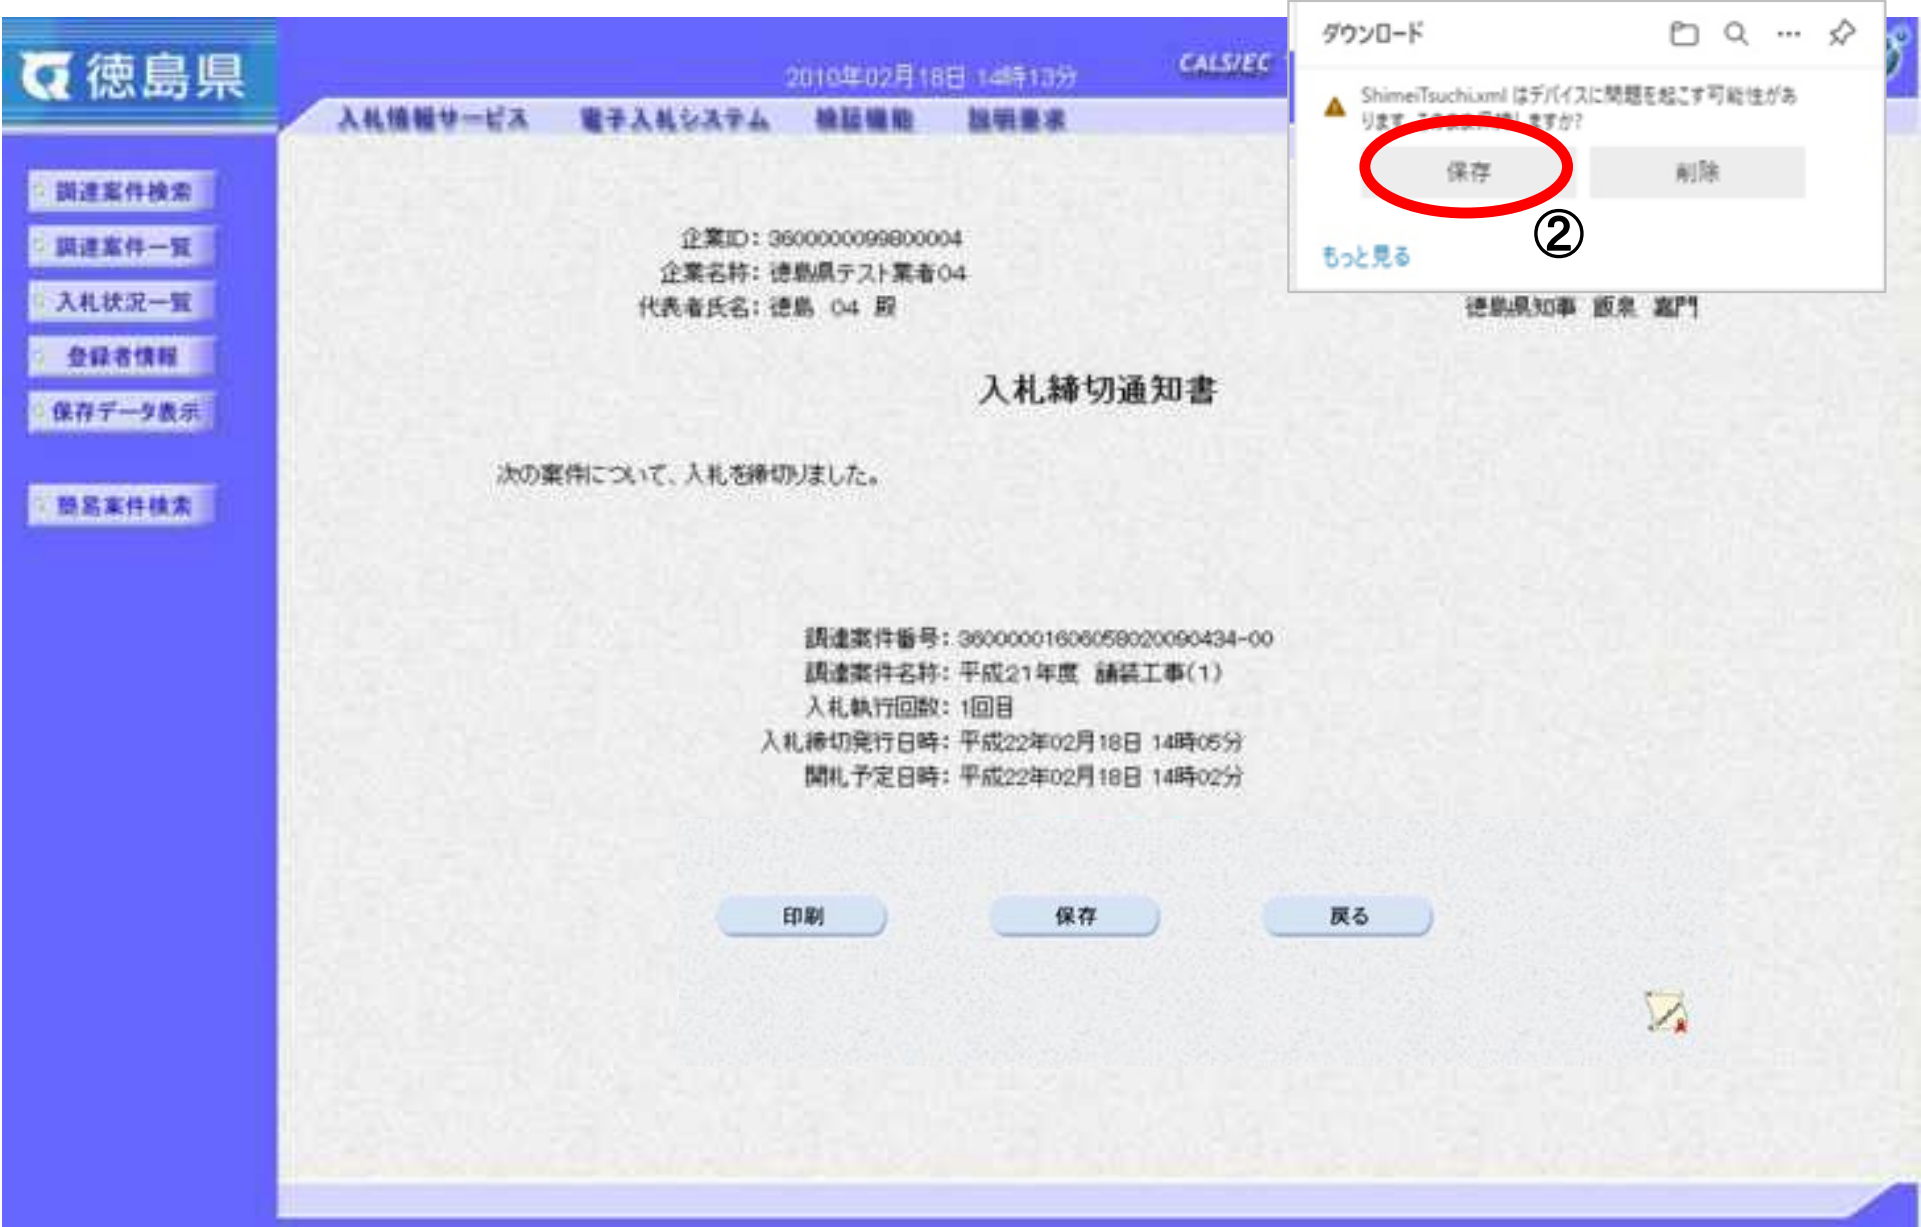 徳島県
2010年02月18日 14時13分
CALS/EC
入札情報サービス 電子入札システム 検証機能 説明要求
調達案件検索
調達案件一覧
入札状況一覧
登録者情報
保存データ表示
簡易案件検索
ダウンロード
ShimeiTsuchi.xml はデバイスに問題を起こす可能性があ
ります。このまま保存しますか?
保存 削除
②
もっと見る
企業ID: 3600000099800004
企業名称: 徳島県テスト業者04
代表者氏名: 徳島 04 殿
徳島県知事 飯泉 嘉門
入札締切通知書
次の案件について、入札を締切りました。
調達案件番号: 3600000160605802009​0434-00
調達案件名称: 平成21年度 舗装工事(1)
入札執行回数: 1回目
入札締切発行日時: 平成22年02月18日 14時05分
開札予定日時: 平成22年02月18日 14時02分
印刷 保存 戻る